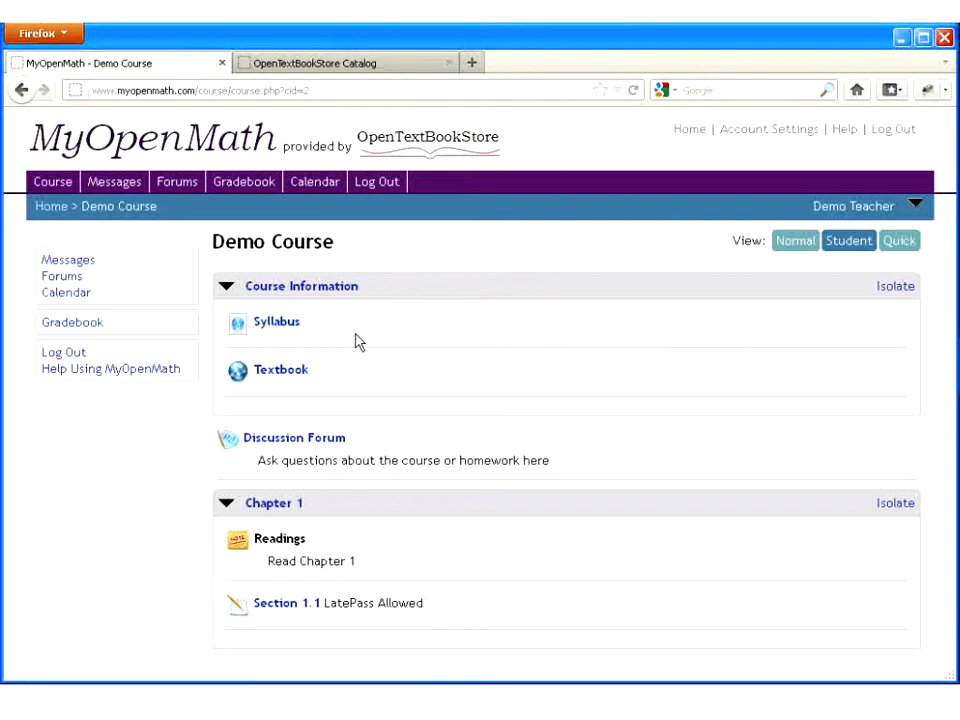 Firefox
MyOpenMath - Demo Course × OpenTextBookStore Catalog × +
www.myopenmath.com/course/course.php?cid=2 Google
MyOpenMath provided by OpenTextBookStore
Home | Account Settings | Help | Log Out
Course Messages Forums Gradebook Calendar Log Out
Home > Demo Course Demo Teacher
Demo Course View: Normal Student Quick
Messages
Forums
Calendar
Gradebook
Log Out
Help Using MyOpenMath
Course Information Isolate
Syllabus
Textbook
Discussion Forum
Ask questions about the course or homework here
Chapter 1 Isolate
NOTE Readings
Read Chapter 1
Section 1.1 LatePass Allowed